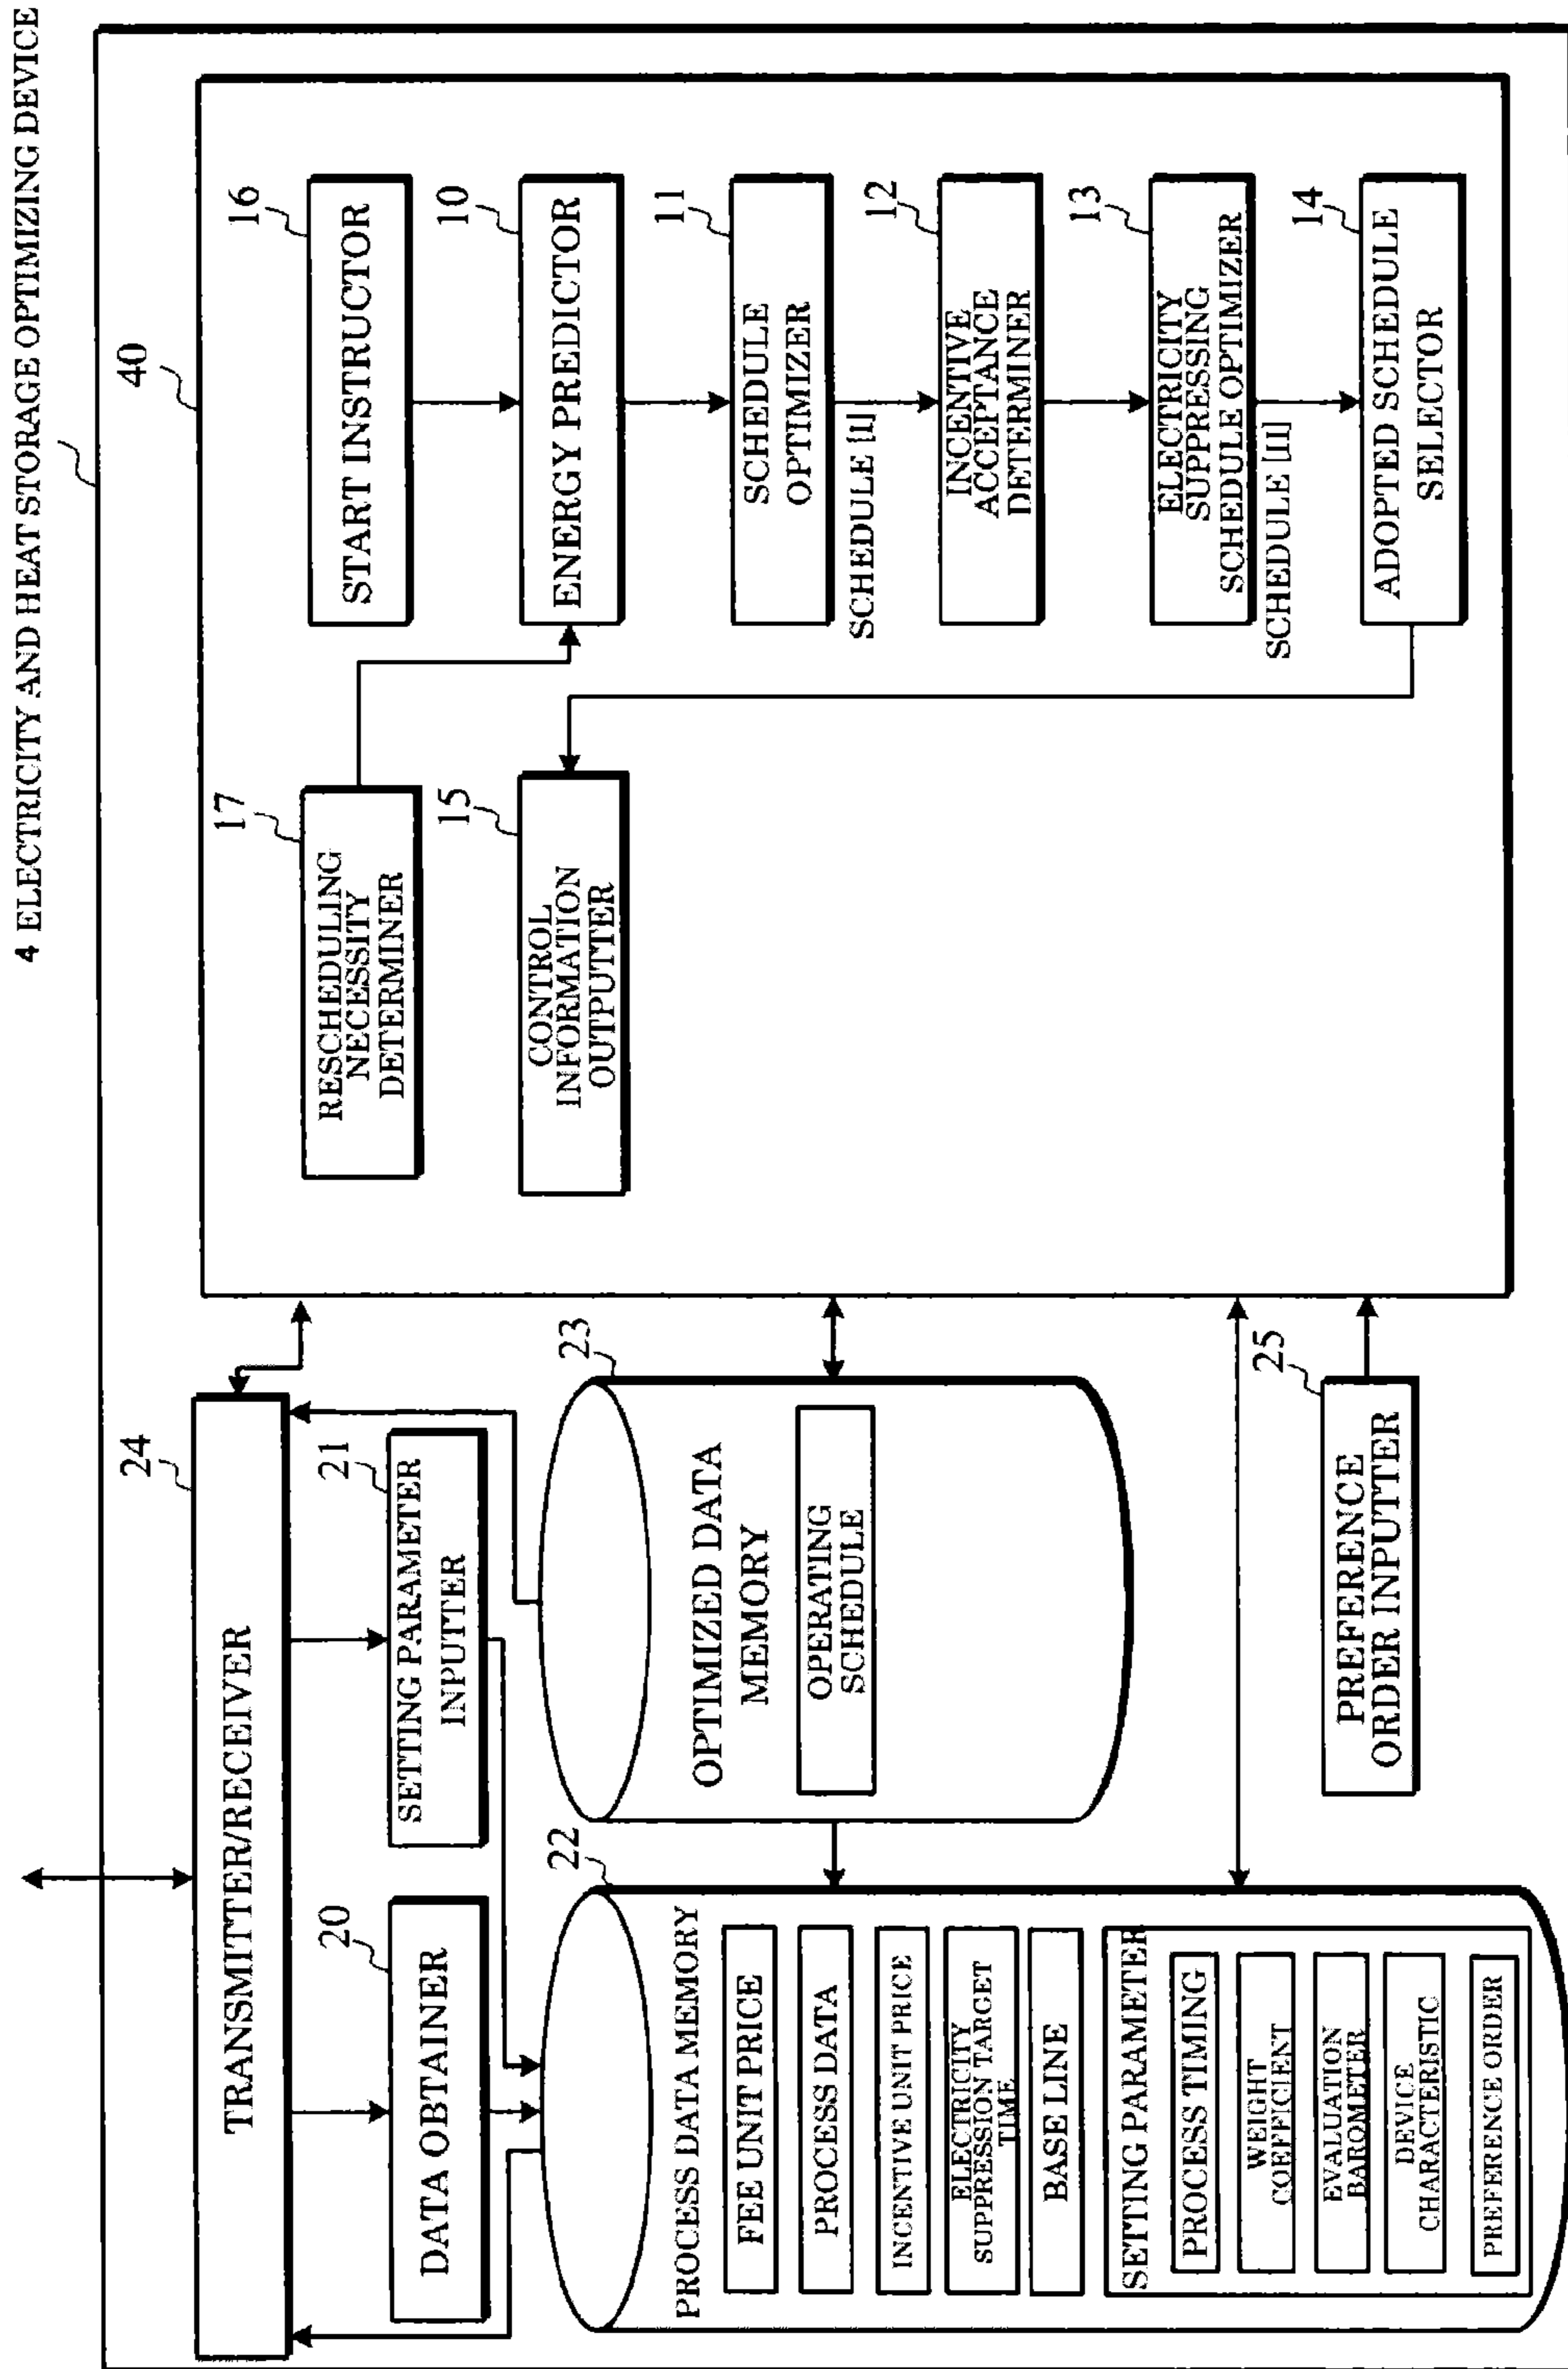 4 ELECTRICITY AND HEAT STORAGE OPTIMIZING DEVICE
24
TRANSMITTER/RECEIVER
20
DATA OBTAINER
21
SETTING PARAMETER
INPUTTER
22
PROCESS DATA MEMORY
FEE UNIT PRICE
PROCESS DATA
INCENTIVE UNIT PRICE
ELECTRICITY
SUPPRESSION TARGET
TIME
BASE LINE
SETTING PARAMETER
PROCESS TIMING
WEIGHT
COEFFICIENT
EVALUATION
BAROMETER
DEVICE
CHARACTERISTIC
PREFERENCE ORDER
23
OPTIMIZED DATA
MEMORY
OPERATING
SCHEDULE
25
PREFERENCE
ORDER INPUTTER
40
17
RESCHEDULING
NECESSITY
DETERMINER
15
CONTROL
INFORMATION
OUTPUTTER
16
START INSTRUCTOR
10
ENERGY PREDICTOR
11
SCHEDULE
OPTIMIZER
SCHEDULE [I]
12
INCENTIVE
ACCEPTANCE
DETERMINER
13
ELECTRICITY
SUPPRESSING
SCHEDULE OPTIMIZER
SCHEDULE [II]
14
ADOPTED SCHEDULE
SELECTOR